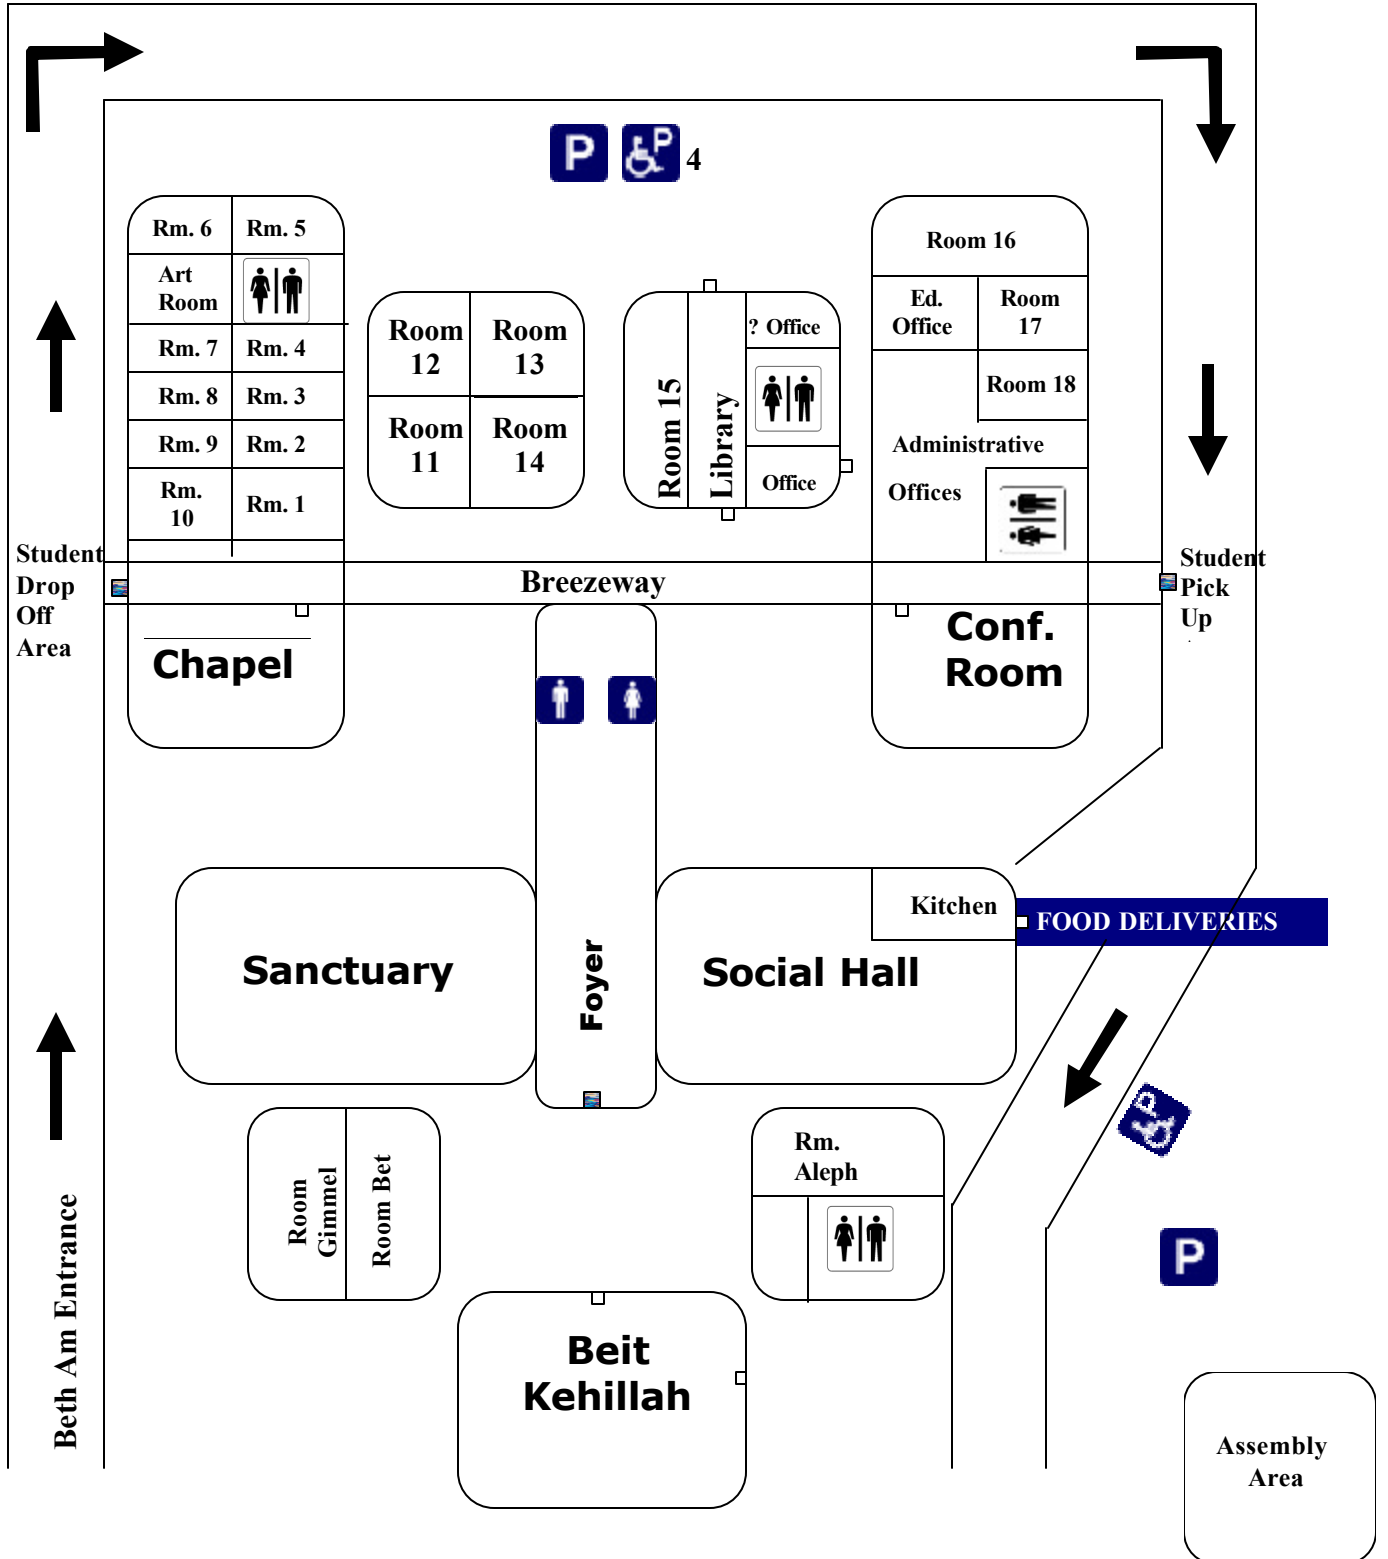 P P 4
Rm. 6 Rm. 5
Art
Room
Rm. 7 Rm. 4
Rm. 8 Rm. 3
Rm. 9 Rm. 2
Rm.
10
Rm. 1
Room
12
Room
13
Room
11
Room
14
Room 15
Library
? Office
Office
Room 16
Ed.
Office
Room
17
Room 18
Administrative
Offices
Student
Drop
Off
Area
Breezeway
Student
Pick
Up
Chapel
Conf.
Room
Kitchen
FOOD DELIVERIES
Sanctuary
Foyer
Social Hall
Room
Gimmel
Room Bet
Rm.
Aleph
P
P
Beth Am Entrance
Beit
Kehillah
Assembly
Area